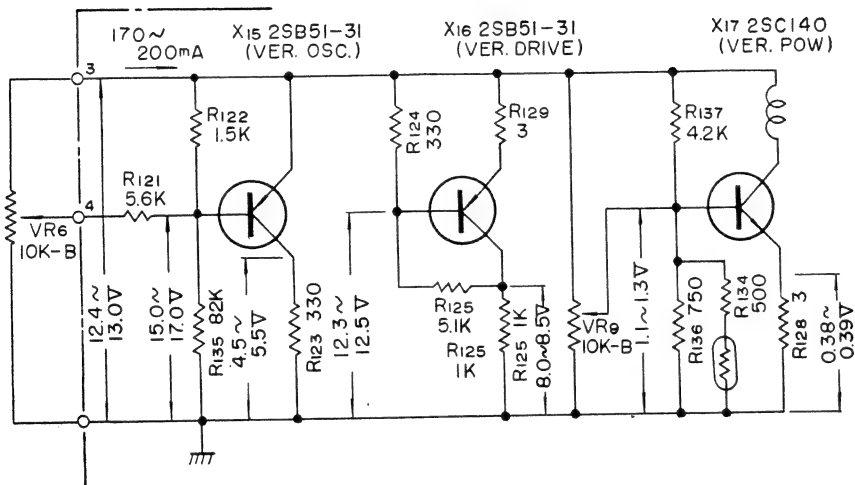 170~
200mA
X15 2SB51-31
(VER. OSC.)
X16 2SB51-31
(VER. DRIVE)
X17 2SC140
(VER. POW)
3
R122
1.5K
R124
330
R129
3
R137
4.2K
R121
5.6K
4
VR6
10K-B
12.4~
13.0V
15.0~
17.0V
R135 82K
4.5~
5.5V
R123 330
12.3~
12.5V
R125
5.1K
R125
1K
R125 1K
8.0~8.5V
VR9
10K-B
1.1~1.3V
R136 750
R134
500
R128 3
0.38~
0.39V